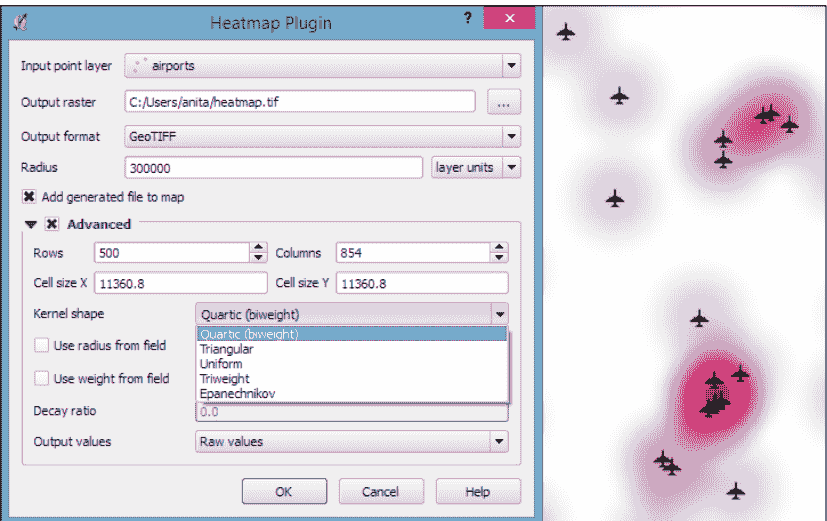 Heatmap Plugin
?
×
Input point layer airports
Output raster C:/Users/anita/heatmap.tif ...
Output format GeoTIFF
Radius 300000 layer units
Add generated file to map
Advanced
Rows 500 Columns 854
Cell size X 11360.8 Cell size Y 11360.8
Kernel shape Quartic (biweight)
Quartic (biweight)
Triangular
Use radius from field
Uniform
Use weight from field
Triweight
Epanechnikov
Decay ratio 0.0
Output values Raw values
OK Cancel Help